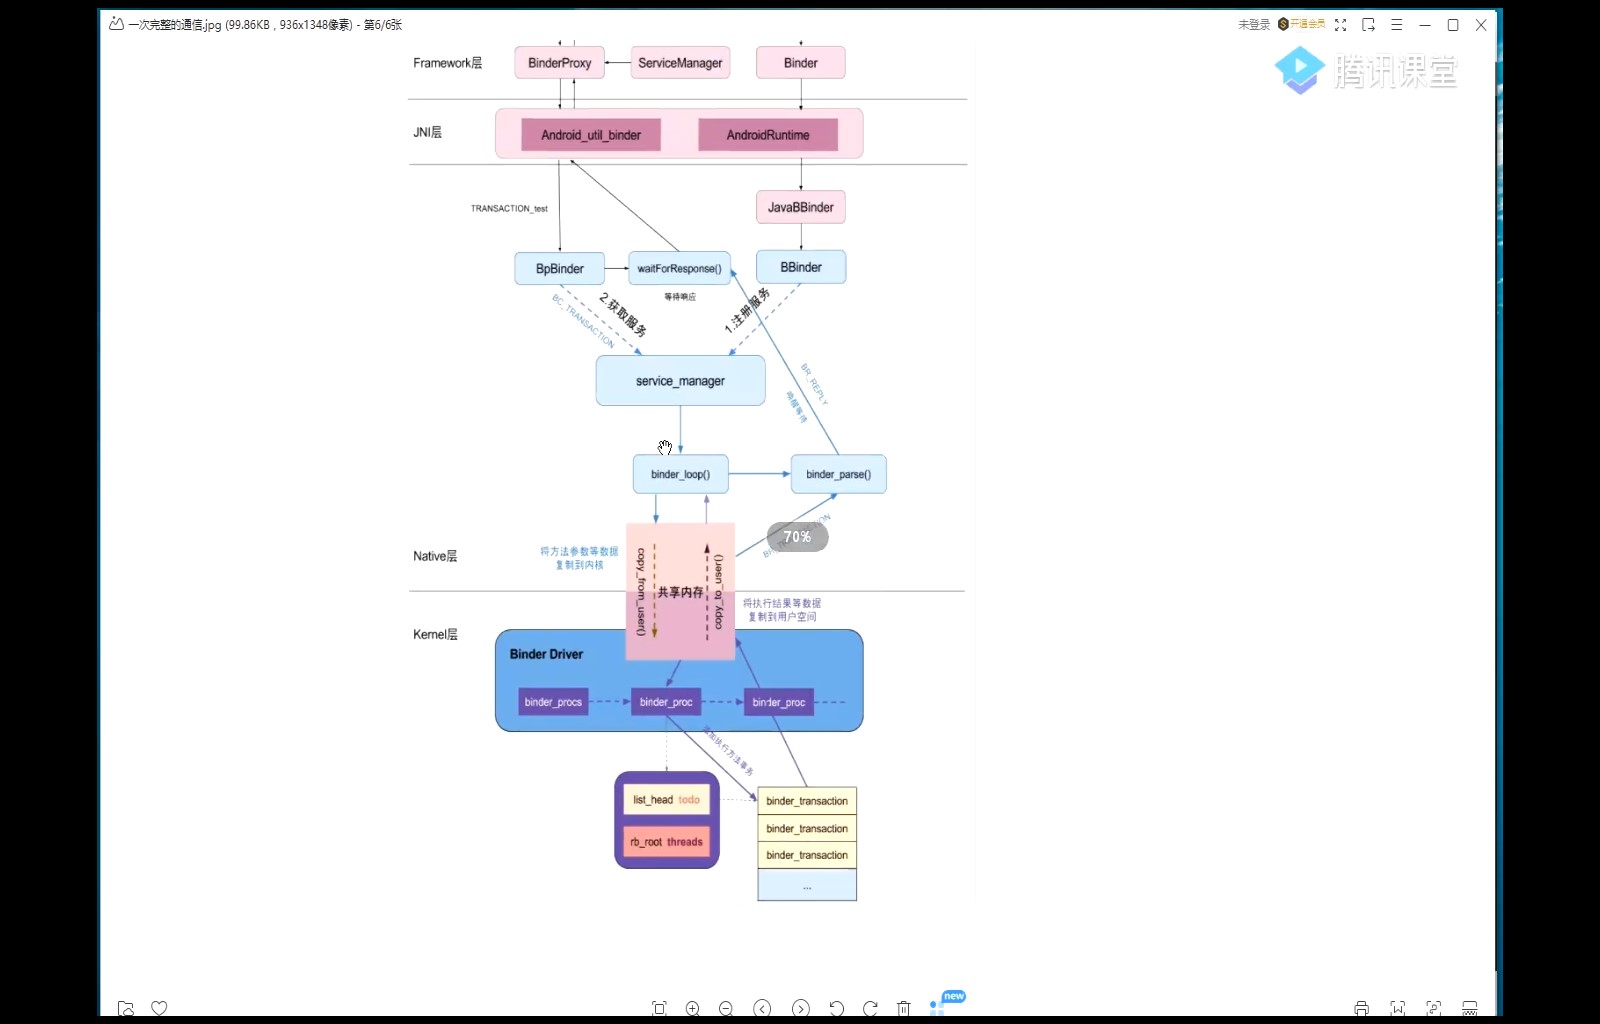 一次完整的通信.jpg (99.86KB , 936x1348像素) - 第6/6张
未登录
开通会员
腾讯课堂
Framework层
BinderProxy
ServiceManager
Binder
JNI层
Android_util_binder
AndroidRuntime
JavaBBinder
TRANSACTION_test
BpBinder
waitForResponse()
BBinder
等待响应
BC_TRANSACTION
2.获取服务
1.注册服务
service_manager
BR_REPLY
唤醒等待
binder_loop()
binder_parse()
70%
Native层
将方法参数等数据
复制到内核
copy_from_user()
共享内存
copy_to_user()
将执行结果等数据
复制到用户空间
Kernel层
Binder Driver
binder_procs
binder_proc
binder_proc
添加执行方法事务
list_head todo
rb_root threads
binder_transaction
binder_transaction
binder_transaction
...
new